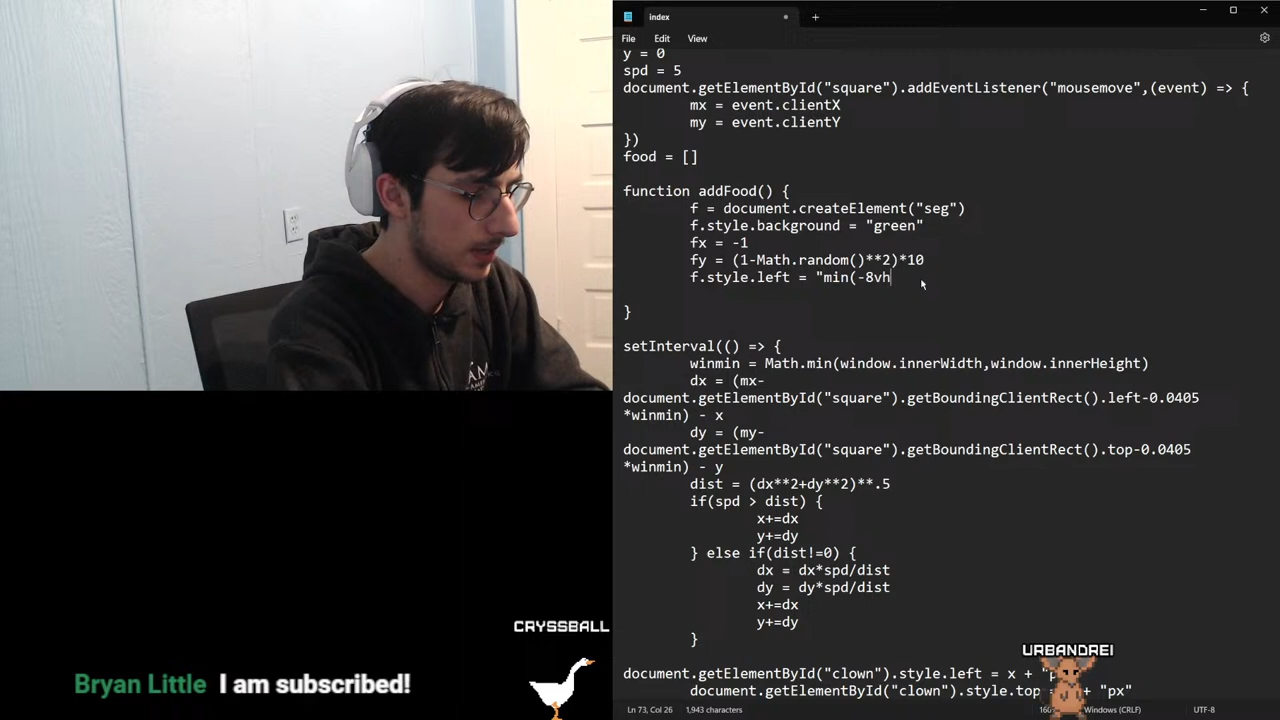 index
File Edit View
y = 0
spd = 5
document.getElementById("square").addEventListener("mousemove",(event) => {
mx = event.clientX
my = event.clientY
})
food = []
function addFood() {
f = document.createElement("seg")
f.style.background = "green"
fx = -1
fy = (1-Math.random()**2)*10
f.style.left = "min(-8vh
}
setInterval(() => {
winmin = Math.min(window.innerWidth,window.innerHeight)
dx = (mx-
document.getElementById("square").getBoundingClientRect().left-0.0405
*winmin) - x
dy = (my-
document.getElementById("square").getBoundingClientRect().top-0.0405
*winmin) - y
dist = (dx**2+dy**2)**.5
if(spd > dist) {
x+=dx
y+=dy
} else if(dist!=0) {
dx = dx*spd/dist
dy = dy*spd/dist
x+=dx
y+=dy
}
document.getElementById("clown").style.left = x +
document.getElementById("clown").style.top + "px"
Ln 73, Col 26 1,943 characters Windows (CRLF) UTF-8
CRYSSBALL
URBANDREI
Bryan Little I am subscribed!